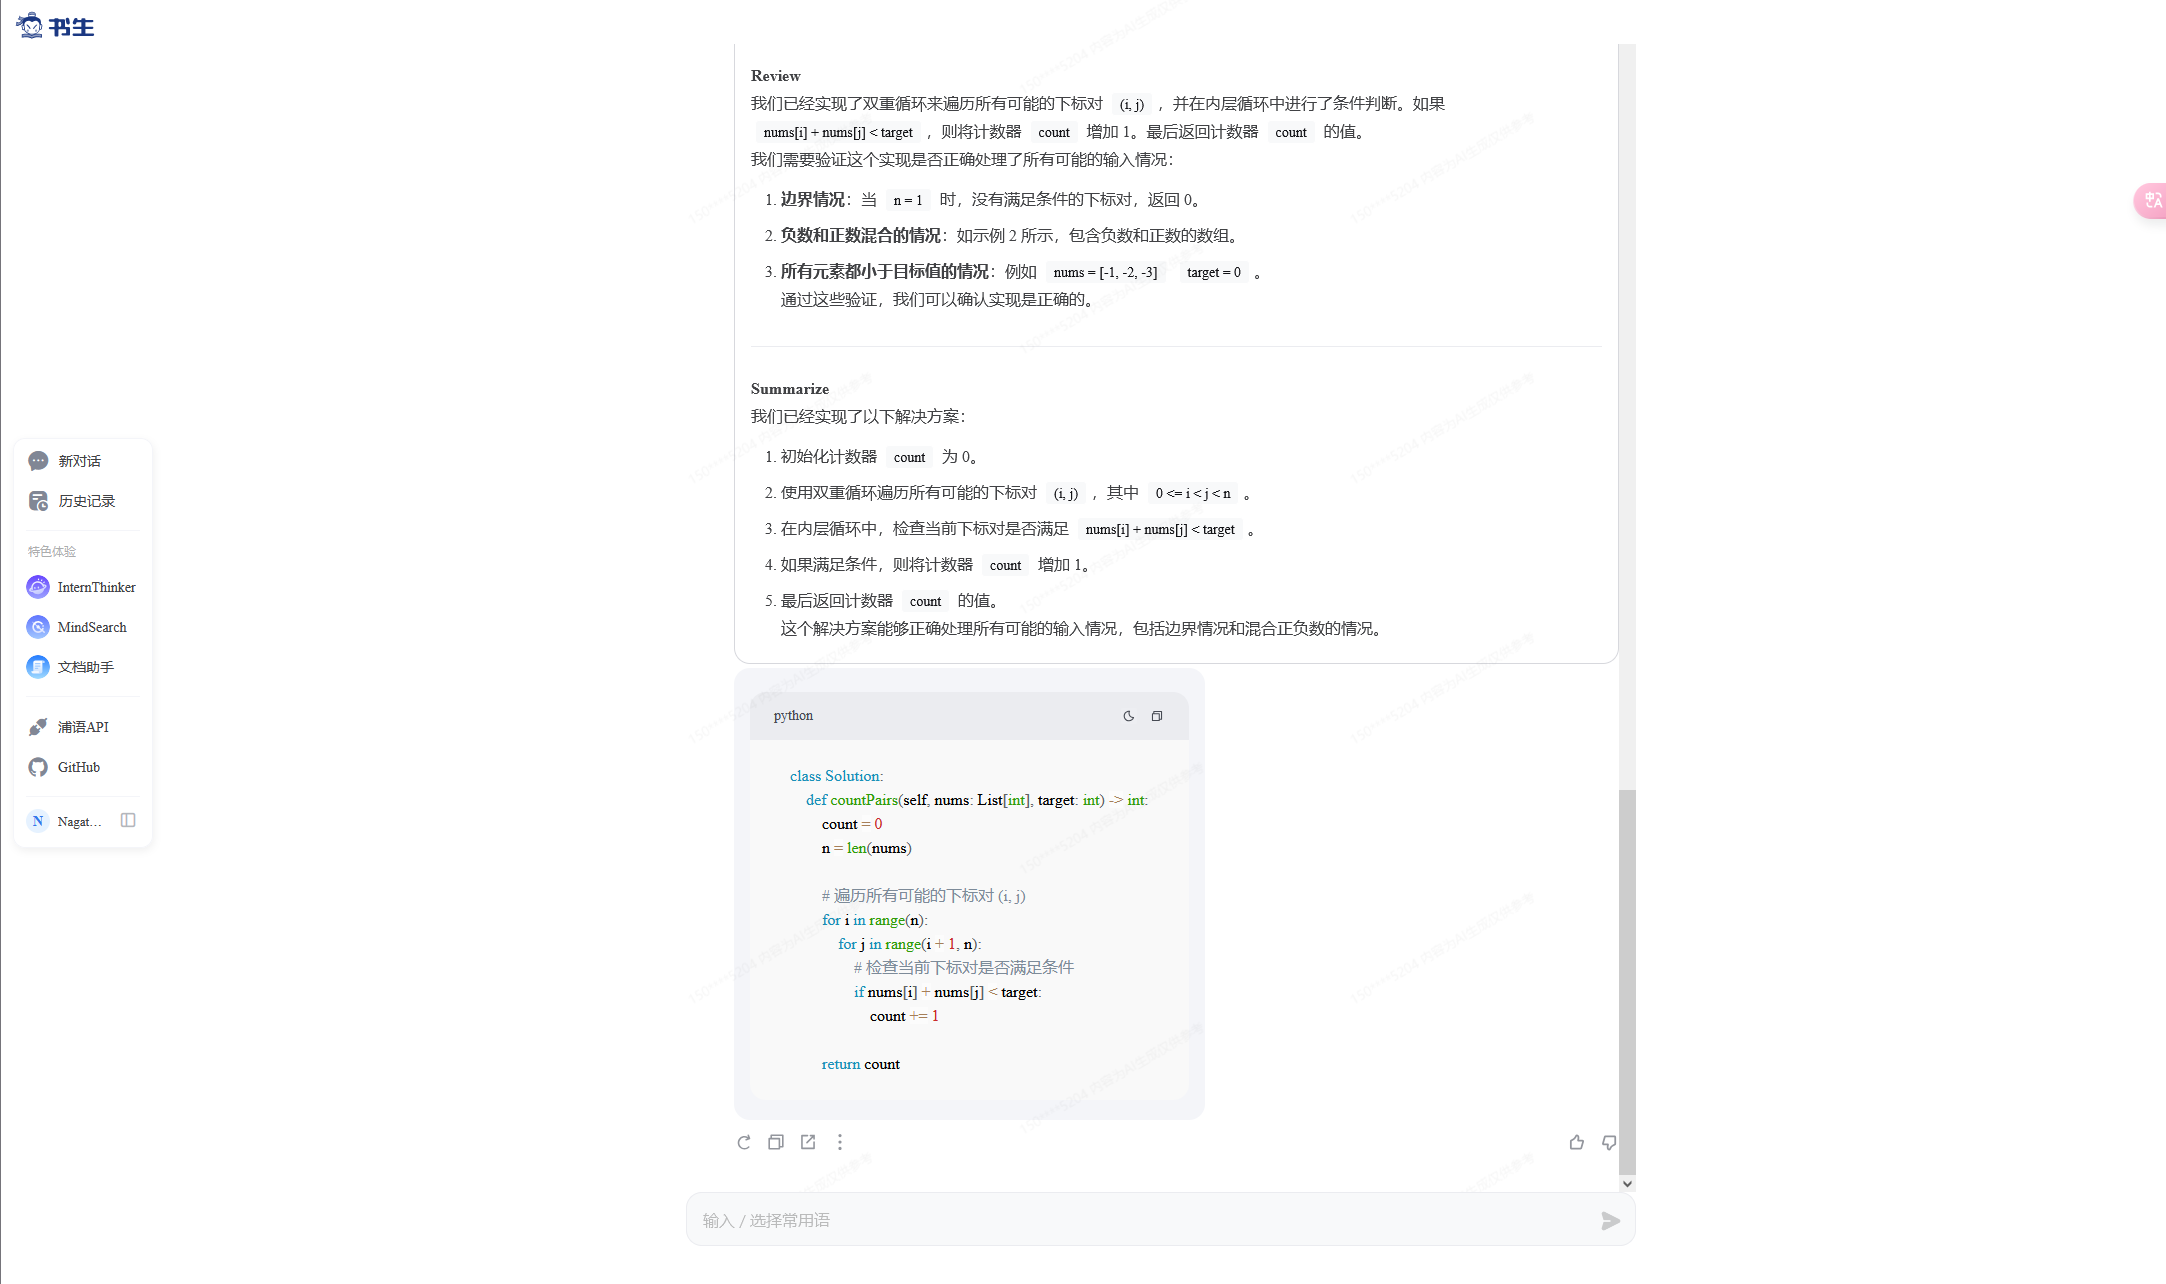 书生
Review
我们已经实现了双重循环来遍历所有可能的下标对 (i, j) ，并在内层循环中进行了条件判断。如果
nums[i] + nums[j] < target ，则将计数器 count 增加 1。最后返回计数器 count 的值。
我们需要验证这个实现是否正确处理了所有可能的输入情况：
1. 边界情况：当 n = 1 时，没有满足条件的下标对，返回 0。
2. 负数和正数混合的情况：如示例 2 所示，包含负数和正数的数组。
3. 所有元素都小于目标值的情况：例如 nums = [-1, -2, -3] target = 0 。
通过这些验证，我们可以确认实现是正确的。
Summarize
我们已经实现了以下解决方案：
1. 初始化计数器 count 为 0。
2. 使用双重循环遍历所有可能的下标对 (i, j) ，其中 0 <= i < j < n 。
3. 在内层循环中，检查当前下标对是否满足 nums[i] + nums[j] < target 。
4. 如果满足条件，则将计数器 count 增加 1。
5. 最后返回计数器 count 的值。
这个解决方案能够正确处理所有可能的输入情况，包括边界情况和混合正负数的情况。
python
class Solution:
def countPairs(self, nums: List[int], target: int) -> int:
count = 0
n = len(nums)
# 遍历所有可能的下标对 (i, j)
for i in range(n):
for j in range(i + 1, n):
# 检查当前下标对是否满足条件
if nums[i] + nums[j] < target:
count += 1
return count
输入 / 选择常用语
新对话
历史记录
特色体验
InternThinker
MindSearch
文档助手
浦语API
GitHub
N Nagat...
150****5204 内容为AI生成仅供参考